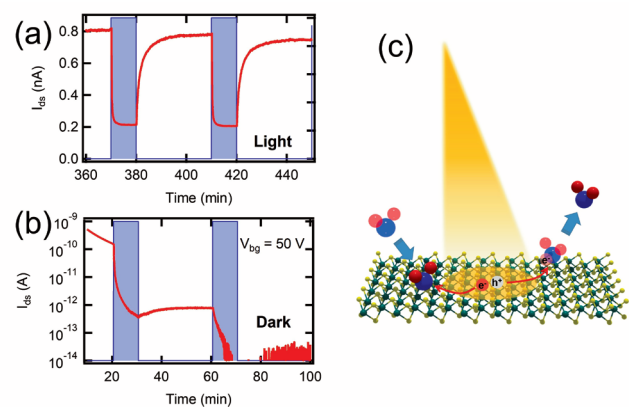 (a)
0.8
0.6
0.4
0.2
0.0
I_ds (nA)
Light
360 380 400 420 440
Time (min)
(b)
10^-9
10^-10
10^-11
10^-12
10^-13
10^-14
I_ds (A)
V_bg = 50 V
Dark
20 40 60 80 100
Time (min)
(c)
e⁻
e⁻ h⁺